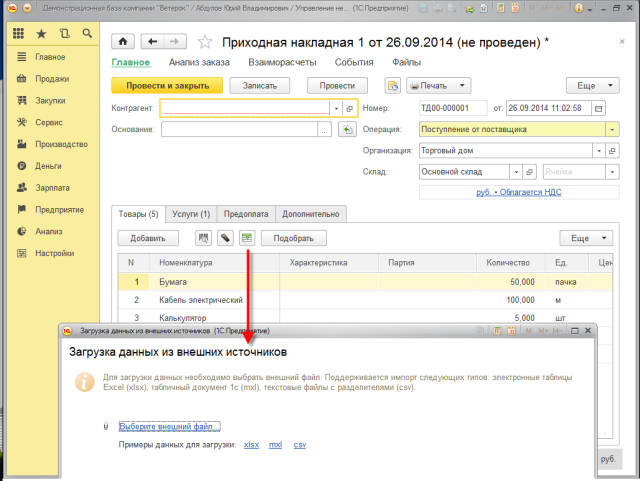 Демонстрационная база компании "Ветерок" / Абдулов Юрий Владимирович / Управление не... (1С:Предприятие)
M M+ M-
Главное
Продажи
Закупки
Сервис
Производство
Деньги
Зарплата
Предприятие
Анализ
Настройки
Приходная накладная 1 от 26.09.2014 (не проведен) *
Главное Анализ заказа Взаиморасчеты События Файлы
Провести и закрыть Записать Провести Печать Еще
Контрагент: Номер: ТД00-000001 от: 26.09.2014 11:02:58
Основание: ... Операция: Поступление от поставщика
Организация: Торговый дом
Склад: Основной склад Ячейка
руб. • Облагается НДС
Товары (5) Услуги (1) Предоплата Дополнительно
Добавить Подобрать Еще
N Номенклатура Характеристика Партия Количество Ед. Цен
1 Бумага 50,000 пачка
2 Кабель электрический 100,000 м
3 Калькулятор 5,000 шт
Загрузка данных из внешних источников (1С:Предприятие)
M M+ M-
Загрузка данных из внешних источников
Для загрузки данных необходимо выбрать внешний файл. Поддерживается импорт следующих типов: электронные таблицы
Excel (xlsx), табличный документ 1с (mxl), текстовые файлы с разделителями (csv).
Выберите внешний файл...
Примеры данных для загрузки: xlsx mxl csv
руб.